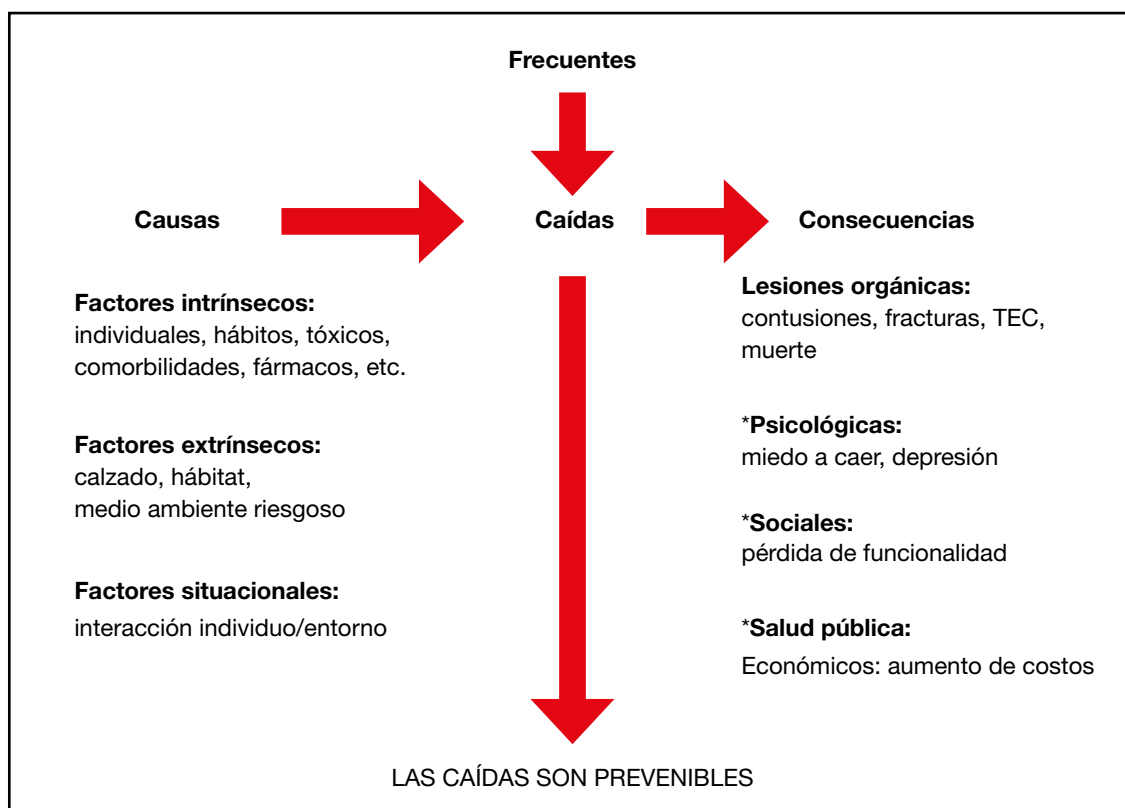 Frecuentes
Causas
Caídas
Consecuencias
Factores intrínsecos:
individuales, hábitos, tóxicos,
comorbilidades, fármacos, etc.
Factores extrínsecos:
calzado, hábitat,
medio ambiente riesgoso
Factores situacionales:
interacción individuo/entorno
Lesiones orgánicas:
contusiones, fracturas, TEC,
muerte
*Psicológicas:
miedo a caer, depresión
*Sociales:
pérdida de funcionalidad
*Salud pública:
Económicos: aumento de costos
LAS CAÍDAS SON PREVENIBLES